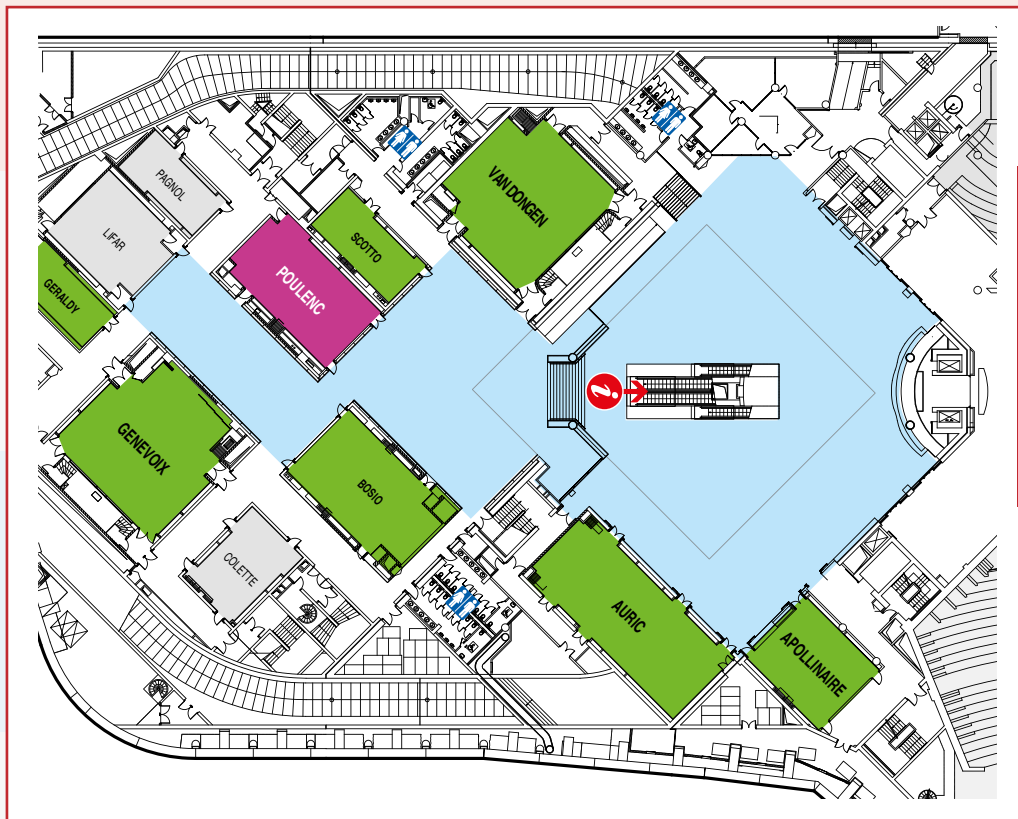 VAN DONGEN
PAGNOL
SCOTTO
LIFAR
POULENC
GERALDY
i
GENEVOIX
BOSIO
COLETTE
AURIC
APOLLINAIRE